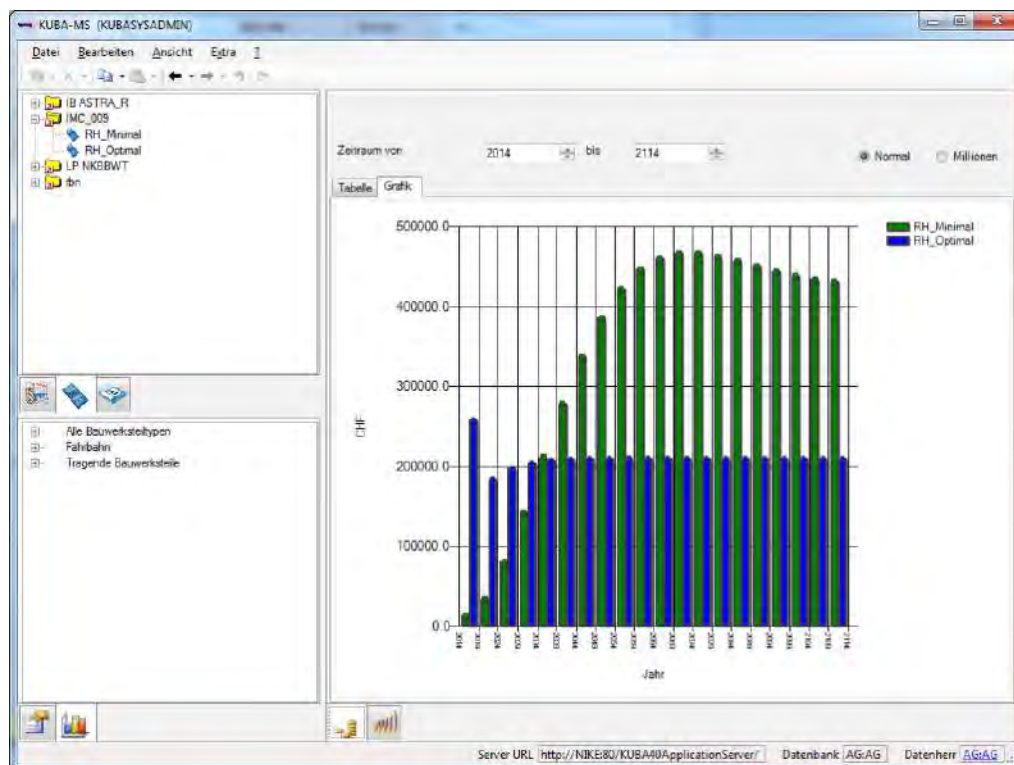 KUBA-MS (KUBASYSADMIN)
Datei Bearbeiten Ansicht Extra ?
IB ASTRA_R
IMC_009
RH_Minimal
RH_Optimal
LP NKBBWT
rbn
Alle Bauwerksteiltypen
Fahrbahn
Tragende Bauwerksteile
Zeitraum von 2014 bis 2114 Normal Millionen
Tabelle Grafik
RH_Minimal
RH_Optimal
CHF
500000.0
400000.0
300000.0
200000.0
100000.0
0.0
Jahr
Server URL http://NIKE:80/KUBA40ApplicationServer/ Datenbank AG:AG Datenherr AG:AG